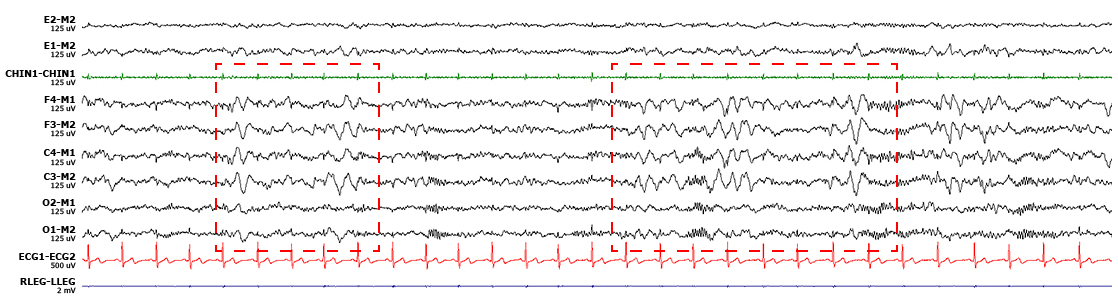 E2-M2
125 uV
E1-M2
125 uV
CHIN1-CHIN1
125 uV
F4-M1
125 uV
F3-M2
125 uV
C4-M1
125 uV
C3-M2
125 uV
O2-M1
125 uV
O1-M2
125 uV
ECG1-ECG2
500 uV
RLEG-LLEG
2 mV